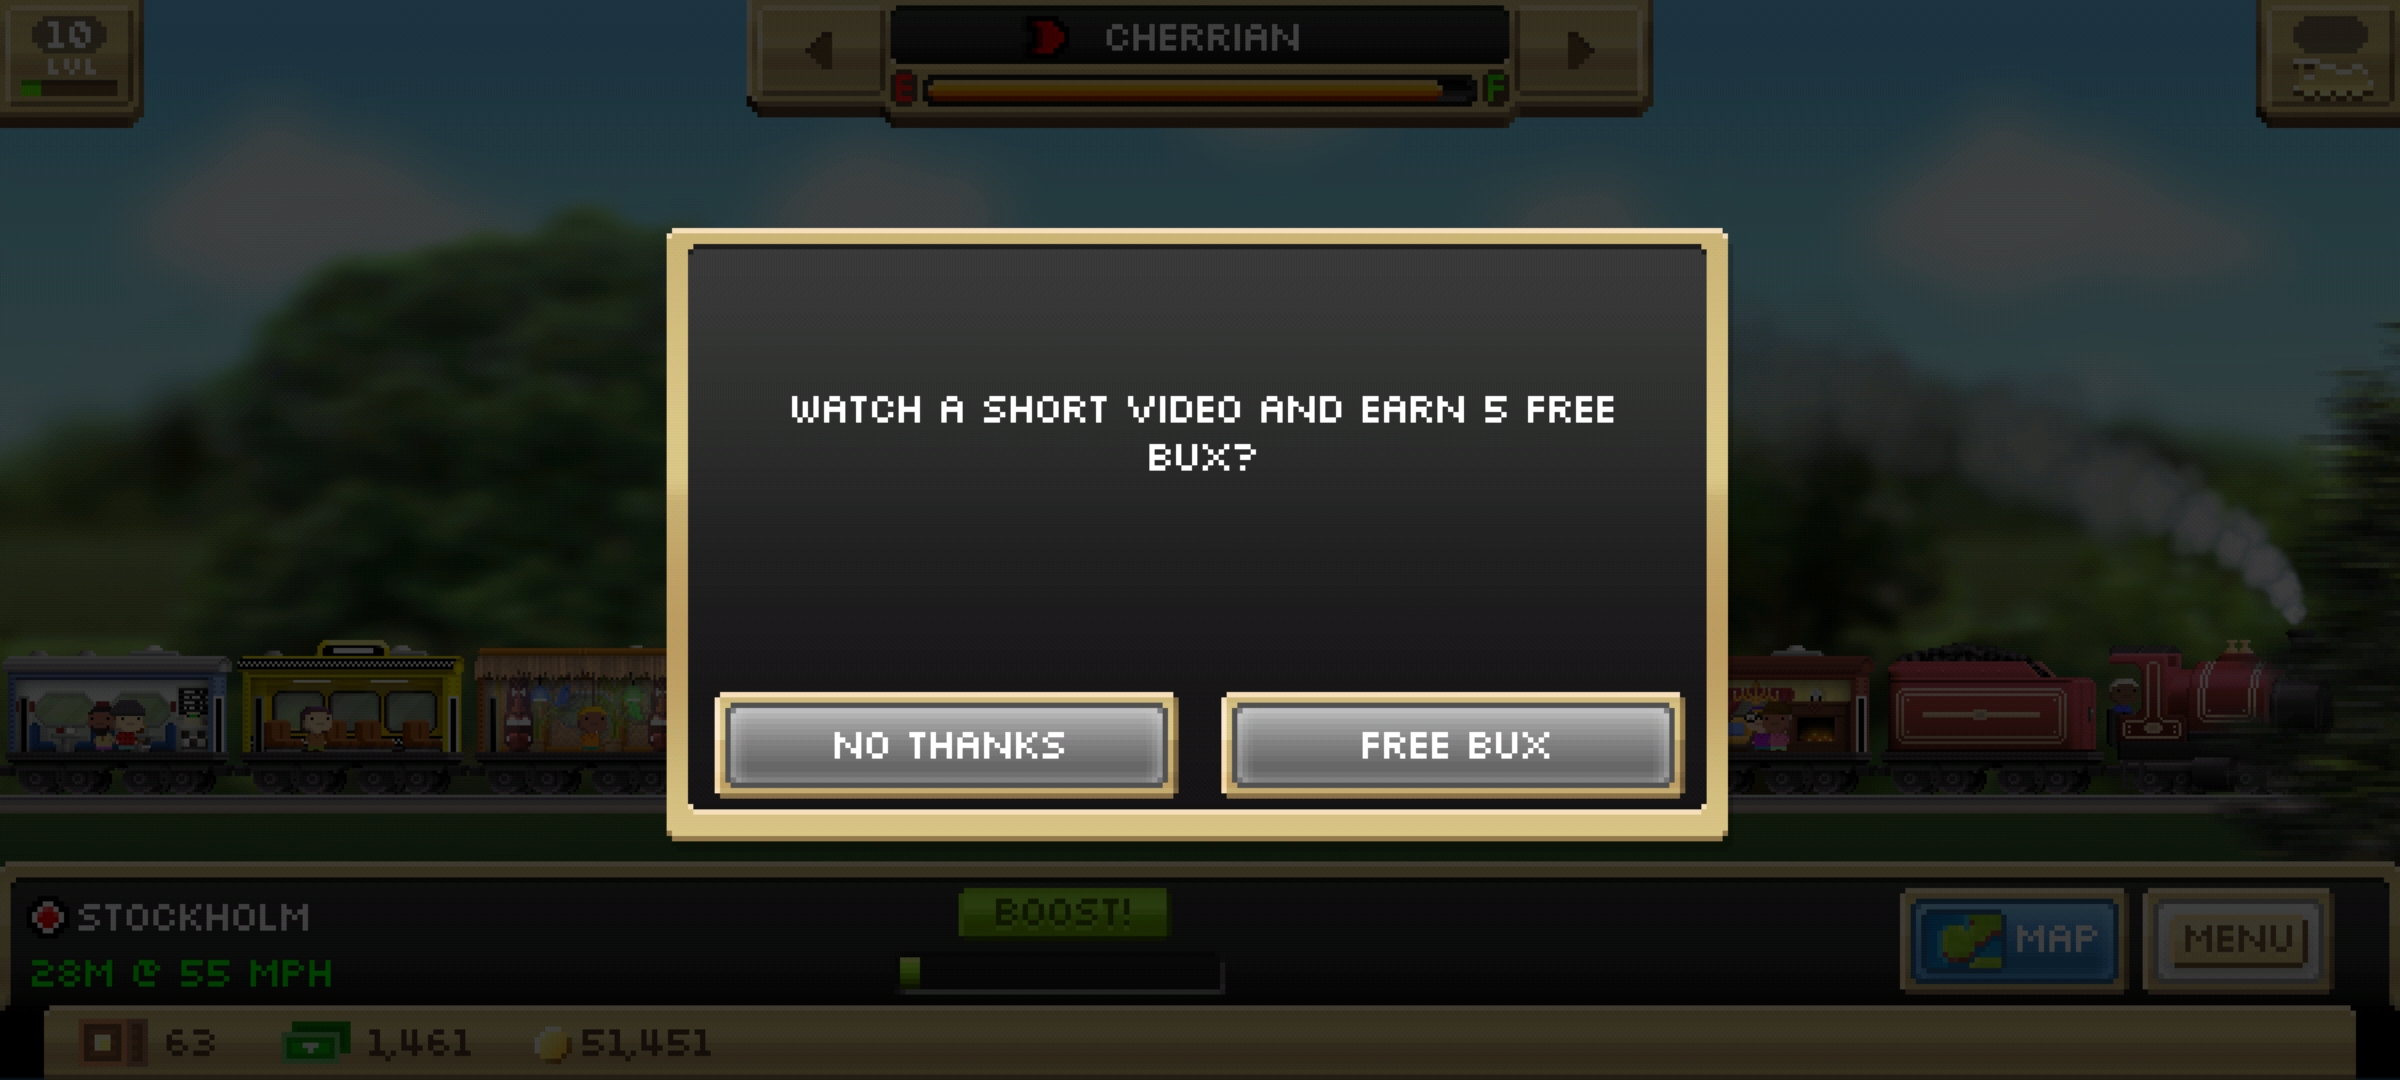 10
LVL
CHERRIAN
E
F
WATCH A SHORT VIDEO AND EARN 5 FREE
BUX?
NO THANKS
FREE BUX
STOCKHOLM
28M @ 55 MPH
BOOST!
MAP
MENU
63
1,461
51,451